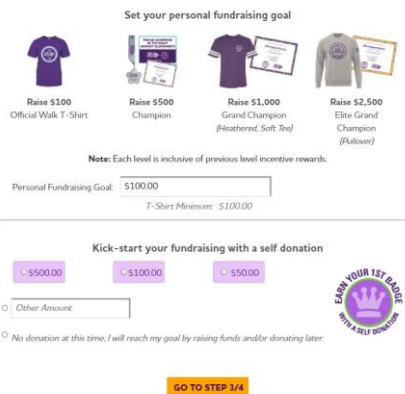 Set your personal fundraising goal
Raise $100
Official Walk T-Shirt
Raise $500
Champion
Raise $1,000
Grand Champion
(Heathered, Soft Tee)
Raise $2,500
Elite Grand
Champion
(Pullover)
Note: Each level is inclusive of previous level incentive rewards.
Personal Fundraising Goal: $100.00
T-Shirt Minimum: $100.00
Kick-start your fundraising with a self donation
$500.00 $100.00 $50.00
EARN YOUR 1ST BADGE
WITH A SELF DONATION
Other Amount
No donation at this time; I will reach my goal by raising funds and/or donating later.
GO TO STEP 3/4